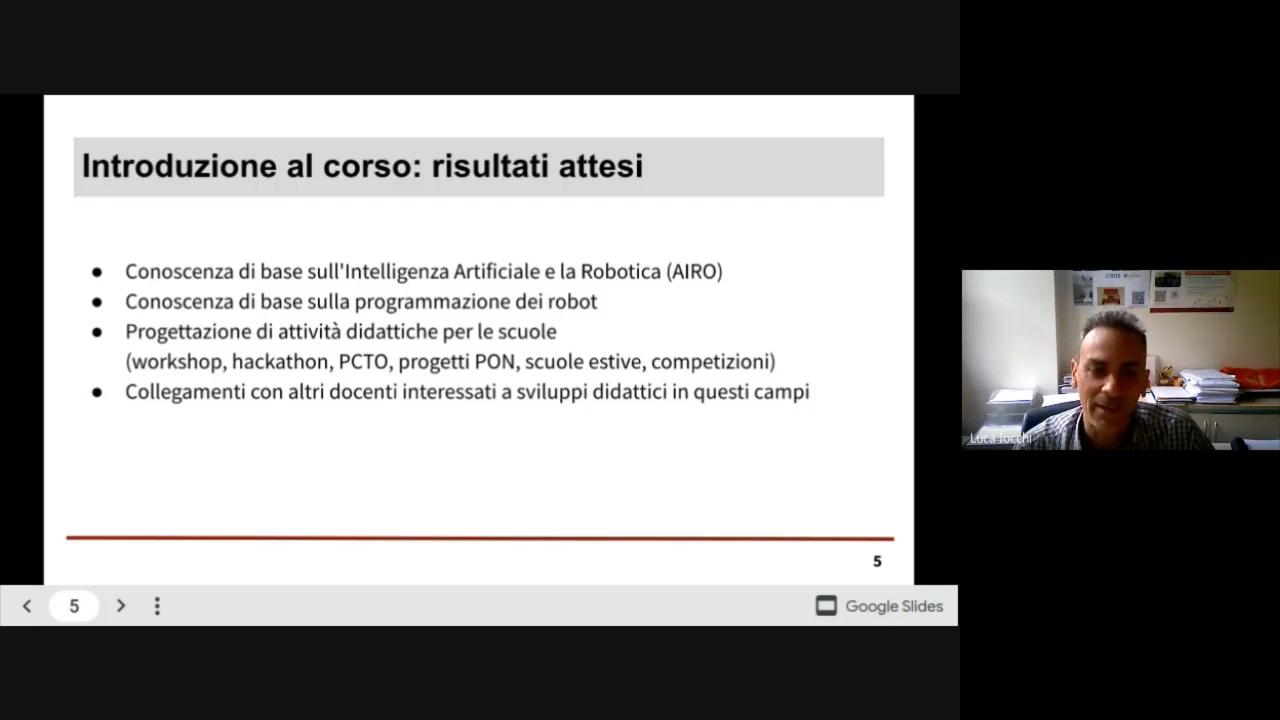 Introduzione al corso: risultati attesi
● Conoscenza di base sull'Intelligenza Artificiale e la Robotica (AIRO)
● Conoscenza di base sulla programmazione dei robot
● Progettazione di attività didattiche per le scuole
(workshop, hackathon, PCTO, progetti PON, scuole estive, competizioni)
● Collegamenti con altri docenti interessati a sviluppi didattici in questi campi
5
5
Google Slides
Luca Iocchi